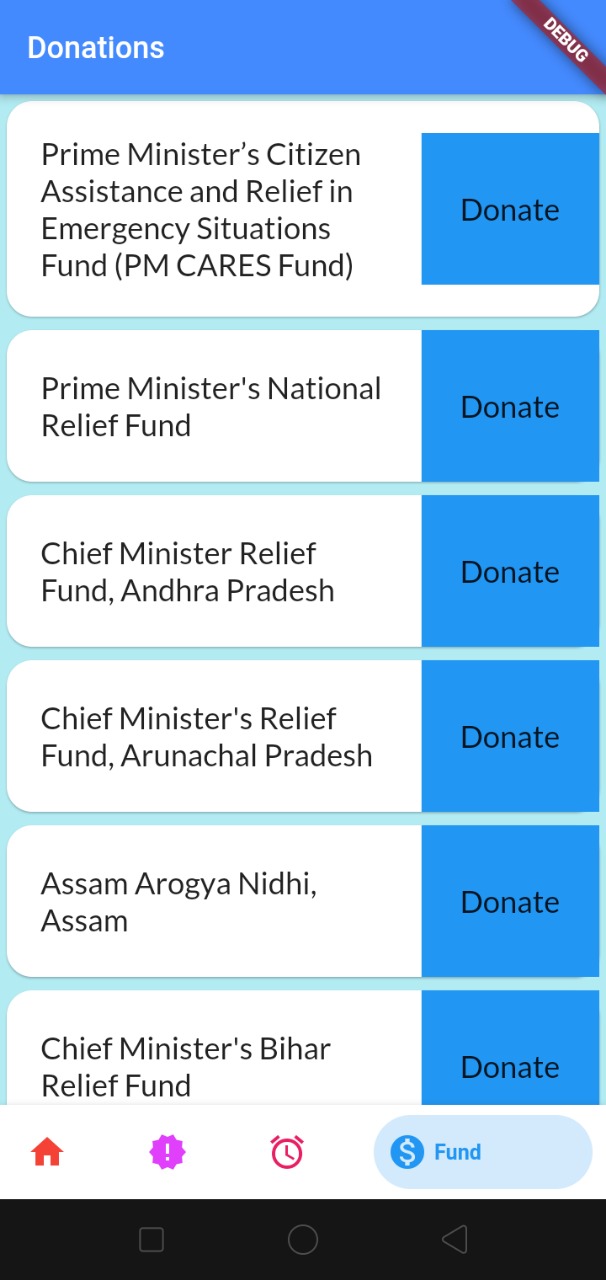 Donations
DEBUG
Prime Minister’s Citizen
Assistance and Relief in
Emergency Situations
Fund (PM CARES Fund)
Donate
Prime Minister's National
Relief Fund
Donate
Chief Minister Relief
Fund, Andhra Pradesh
Donate
Chief Minister's Relief
Fund, Arunachal Pradesh
Donate
Assam Arogya Nidhi,
Assam
Donate
Chief Minister's Bihar
Relief Fund
Donate
Fund